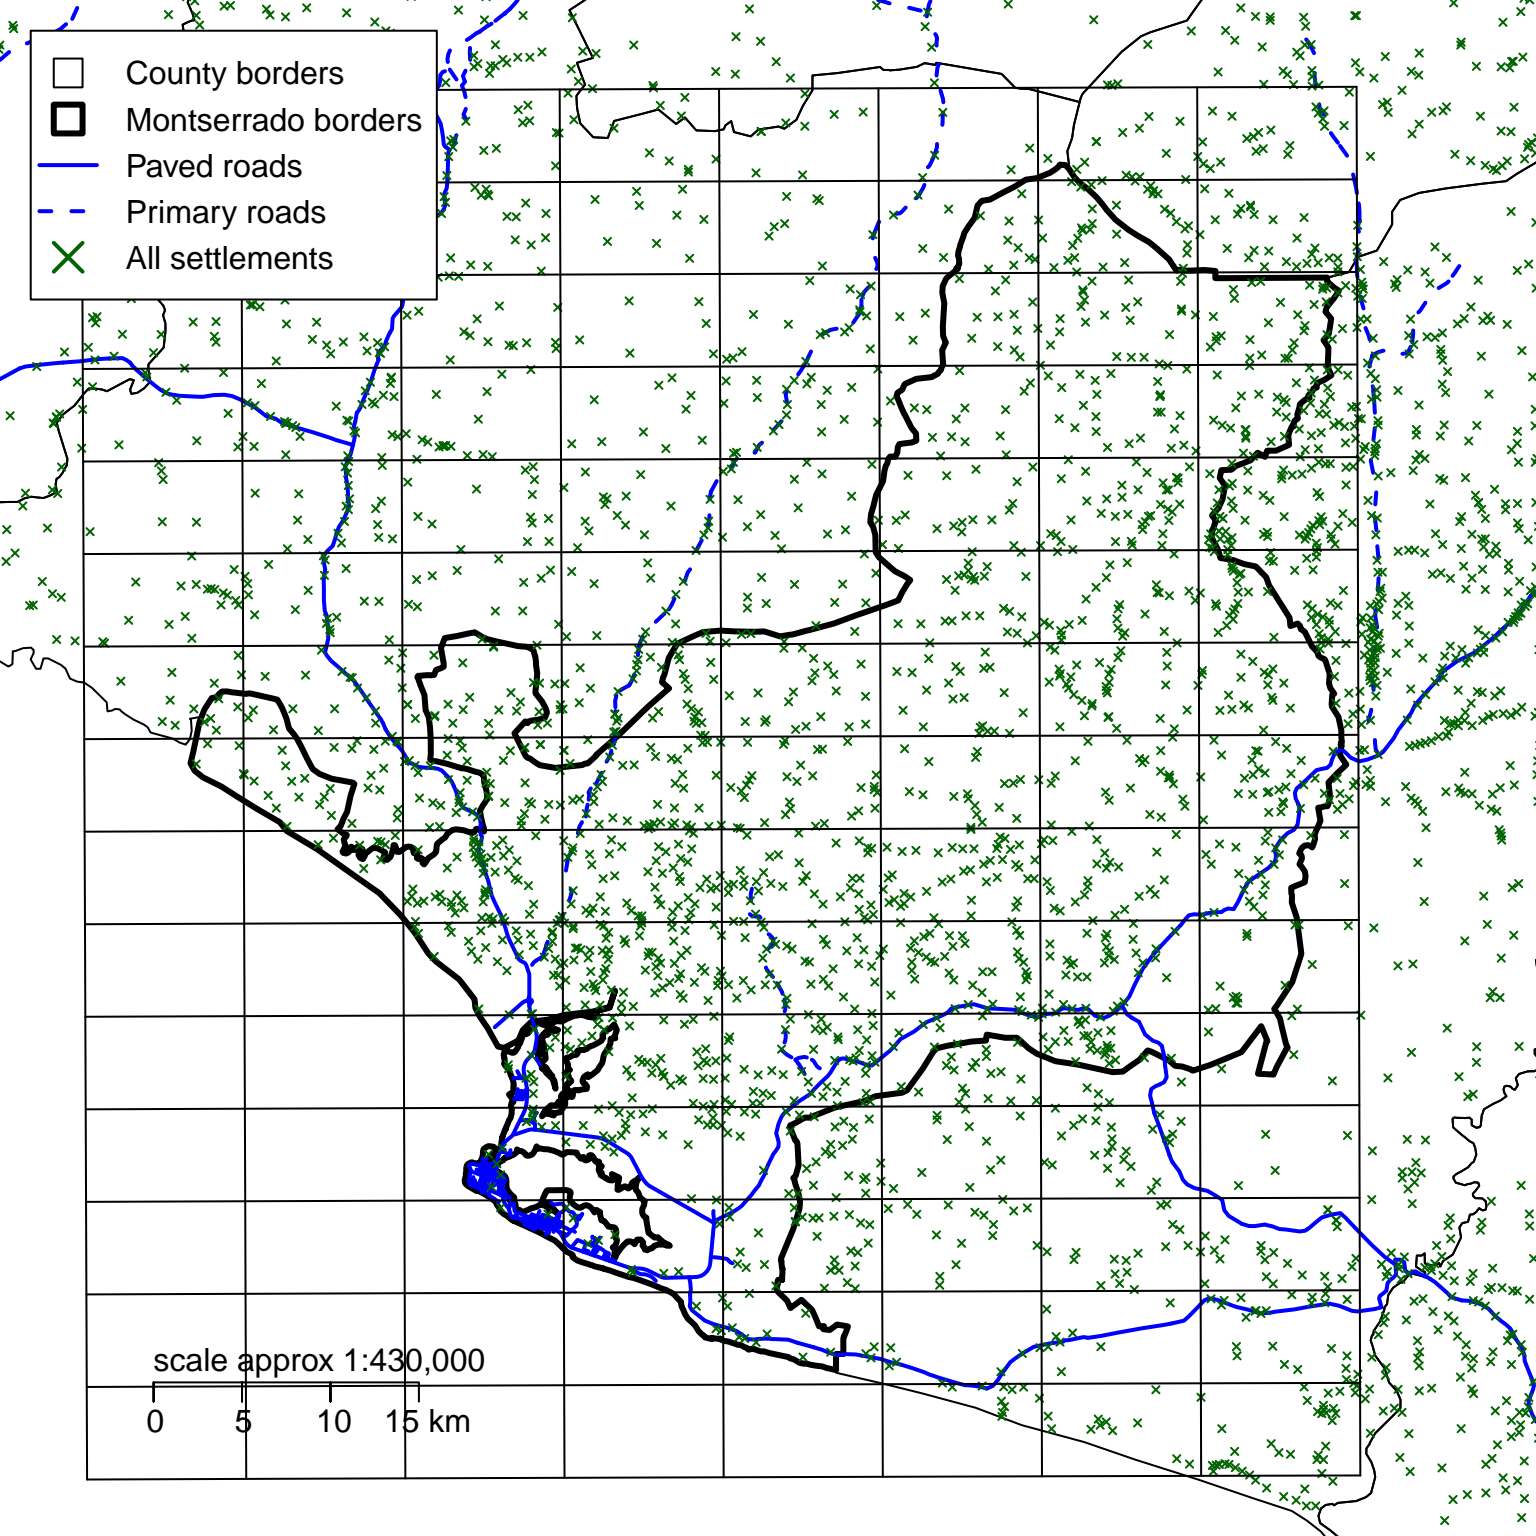 County borders
Montserrado borders
Paved roads
Primary roads
All settlements
scale approx 1:430,000
0 5 10 15 km